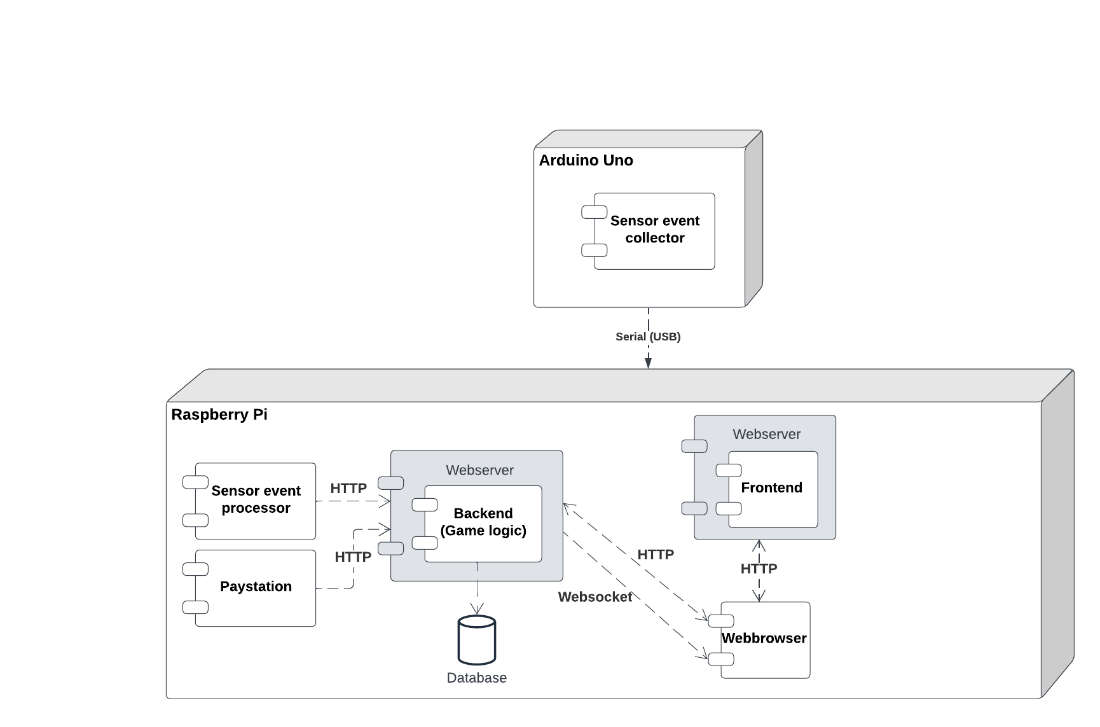 Arduino Uno
Sensor event
collector
Serial (USB)
Raspberry Pi
Sensor event
processor
HTTP
Paystation
HTTP
Webserver
Backend
(Game logic)
Database
HTTP
Websocket
Webserver
Frontend
HTTP
Webbrowser